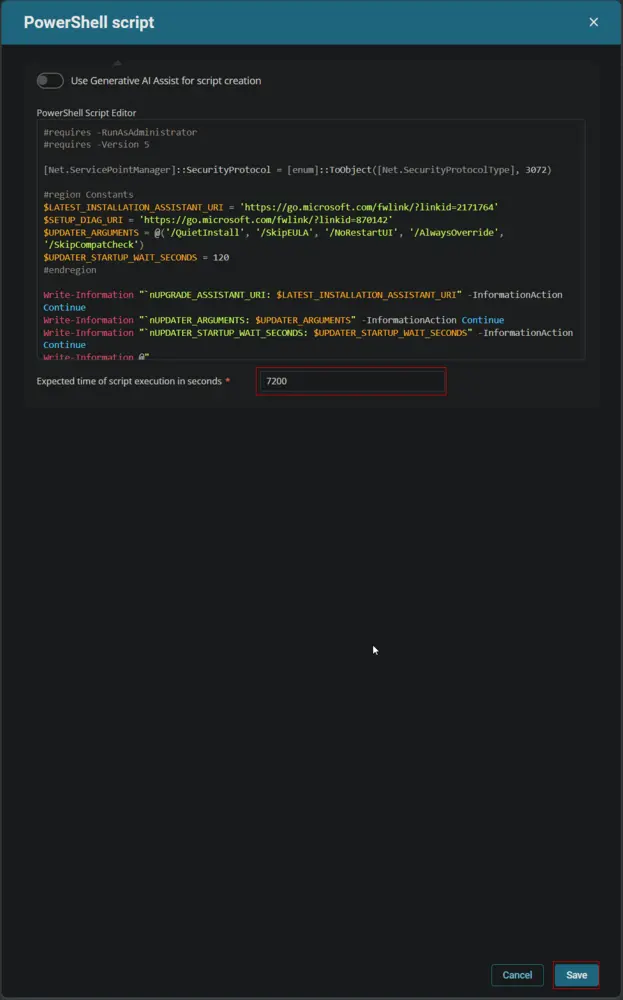 PowerShell script
Use Generative AI Assist for script creation
PowerShell Script Editor
#requires -RunAsAdministrator
#requires -Version 5
[Net.ServicePointManager]::SecurityProtocol = [enum]::ToObject([Net.SecurityProtocolType], 3072)
#region Constants
$LATEST_INSTALLATION_ASSISTANT_URI = 'https://go.microsoft.com/fwlink/?linkid=2171764'
$SETUP_DIAG_URI = 'https://go.microsoft.com/fwlink/?linkid=870142'
$UPDATER_ARGUMENTS = @('/QuietInstall', '/SkipEULA', '/NoRestartUI', '/AlwaysOverride',
'/SkipCompatCheck')
$UPDATER_STARTUP_WAIT_SECONDS = 120
#endregion
Write-Information "`nUPGRADE_ASSISTANT_URI: $LATEST_INSTALLATION_ASSISTANT_URI" -InformationAction
Continue
Write-Information "`nUPDATER_ARGUMENTS: $UPDATER_ARGUMENTS" -InformationAction Continue
Write-Information "`nUPDATER_STARTUP_WAIT_SECONDS: $UPDATER_STARTUP_WAIT_SECONDS" -InformationAction
Continue
Write-Information @"
Expected time of script execution in seconds *
7200
Cancel
Save